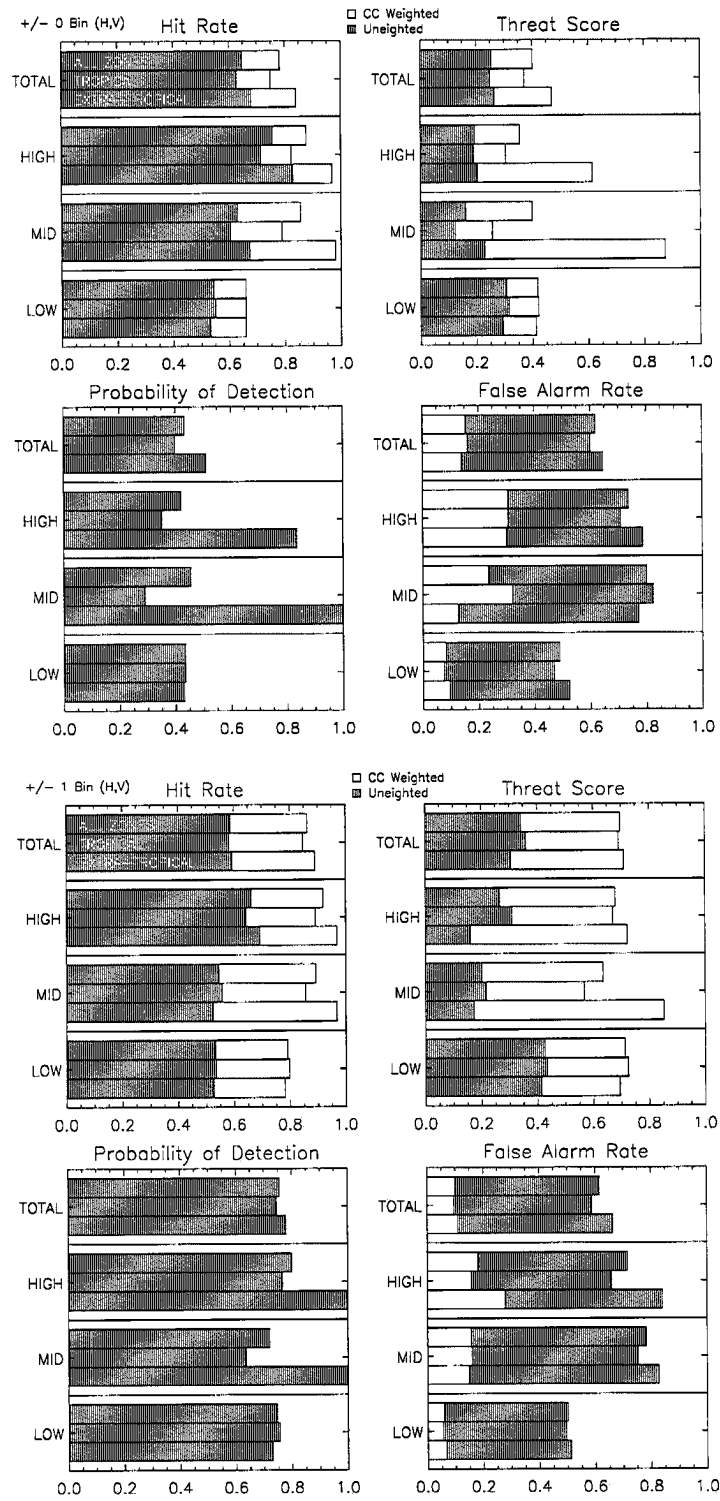 +/- 0 Bin (H,V)
Hit Rate
CC Weighted
Uneighted
Threat Score
TOTAL
HIGH
MID
LOW
0.0 0.2 0.4 0.6 0.8 1.0
TOTAL
HIGH
MID
LOW
0.0 0.2 0.4 0.6 0.8 1.0
Probability of Detection
TOTAL
HIGH
MID
LOW
0.0 0.2 0.4 0.6 0.8 1.0
False Alarm Rate
TOTAL
HIGH
MID
LOW
0.0 0.2 0.4 0.6 0.8 1.0
+/- 1 Bin (H,V)
Hit Rate
CC Weighted
Uneighted
Threat Score
TOTAL
HIGH
MID
LOW
0.0 0.2 0.4 0.6 0.8 1.0
TOTAL
HIGH
MID
LOW
0.0 0.2 0.4 0.6 0.8 1.0
Probability of Detection
TOTAL
HIGH
MID
LOW
0.0 0.2 0.4 0.6 0.8 1.0
False Alarm Rate
TOTAL
HIGH
MID
LOW
0.0 0.2 0.4 0.6 0.8 1.0